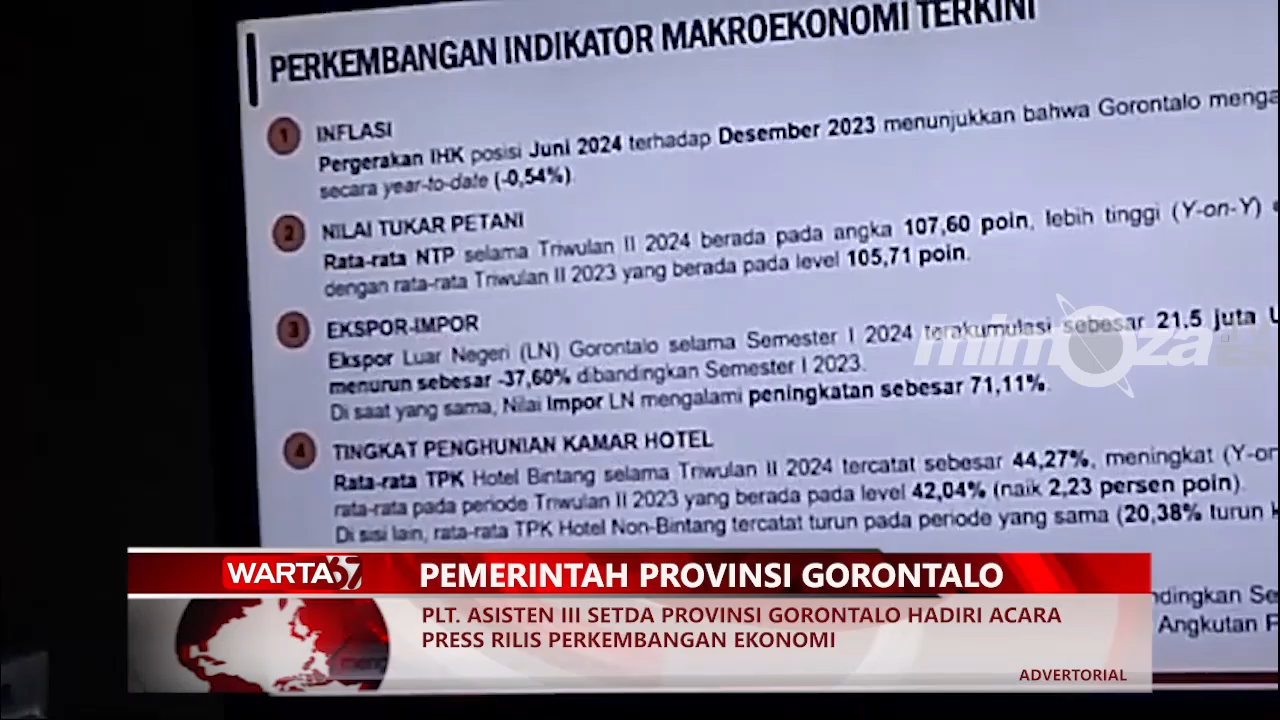 PERKEMBANGAN INDIKATOR MAKROEKONOMI TERKINI
1 INFLASI
Pergerakan IHK posisi Juni 2024 terhadap Desember 2023 menunjukkan bahwa Gorontalo menga
secara year-to-date (-0,54%).
2 NILAI TUKAR PETANI
Rata-rata NTP selama Triwulan II 2024 berada pada angka 107,60 poin, lebih tinggi (Y-on-Y)
dengan rata-rata Triwulan II 2023 yang berada pada level 105,71 poin.
3 EKSPOR-IMPOR
Ekspor Luar Negeri (LN) Gorontalo selama Semester I 2024 terakumulasi sebesar 21,5 juta U
menurun sebesar -37,60% dibandingkan Semester I 2023.
Di saat yang sama, Nilai Impor LN mengalami peningkatan sebesar 71,11%.
mimoza
4 TINGKAT PENGHUNIAN KAMAR HOTEL
Rata-rata TPK Hotel Bintang selama Triwulan II 2024 tercatat sebesar 44,27%, meningkat (Y-on
rata-rata pada periode Triwulan II 2023 yang berada pada level 42,04% (naik 2,23 persen poin).
Di sisi lain, rata-rata TPK Hotel Non-Bintang tercatat turun pada periode yang sama (20,38% turun
ndingkan Se
Angkutan P
meng
WARTA 37
PEMERINTAH PROVINSI GORONTALO
PLT. ASISTEN III SETDA PROVINSI GORONTALO HADIRI ACARA
PRESS RILIS PERKEMBANGAN EKONOMI
ADVERTORIAL